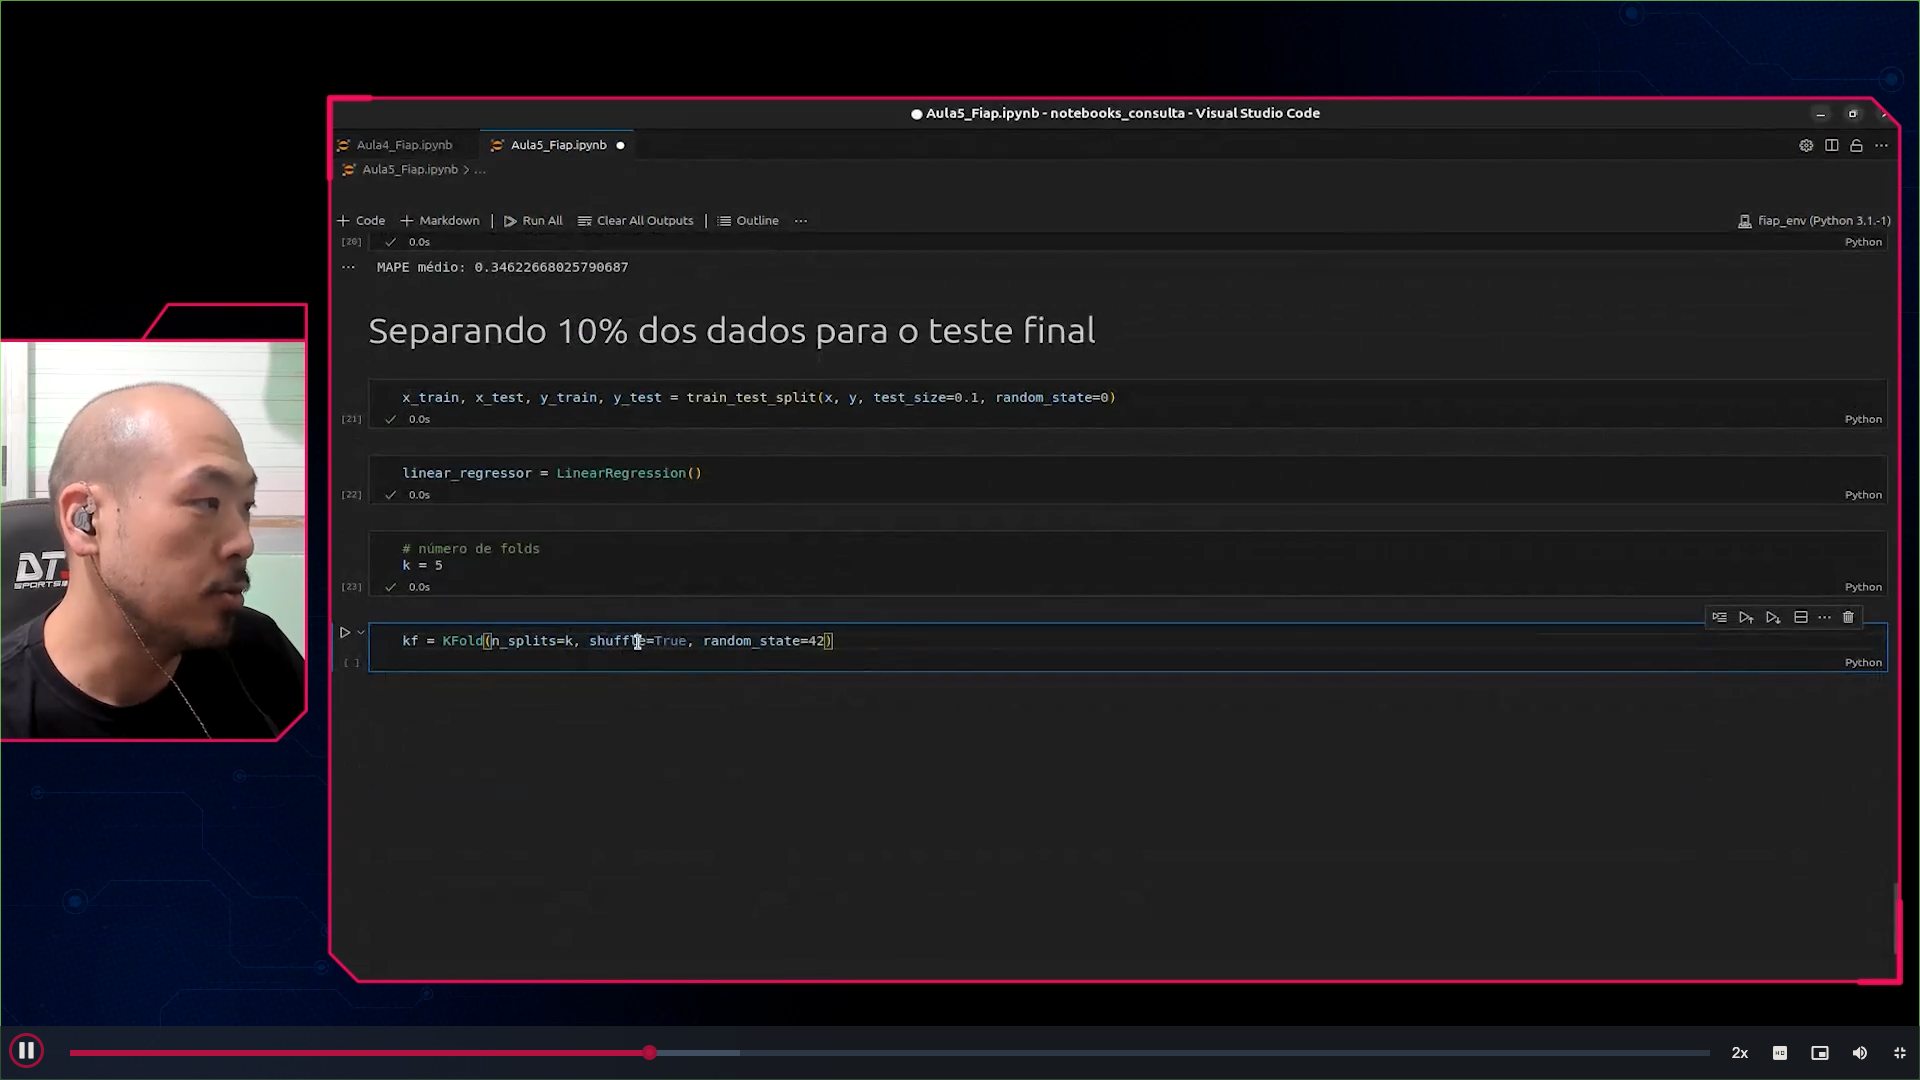 Aula5_Fiap.ipynb - notebooks_consulta - Visual Studio Code
Aula4_Fiap.ipynb
Aula5_Fiap.ipynb
Aula5_Fiap.ipynb > ...
+ Code + Markdown | Run All Clear All Outputs | Outline ...
fiap_env (Python 3.1.-1)
[20] 0.0s Python
... MAPE médio: 0.34622668025790687
Separando 10% dos dados para o teste final
x_train, x_test, y_train, y_test = train_test_split(x, y, test_size=0.1, random_state=0)
[21] 0.0s Python
linear_regressor = LinearRegression()
[22] 0.0s Python
# número de folds
k = 5
[23] 0.0s Python
kf = KFold(n_splits=k, shuffle=True, random_state=42)
[ ] Python
DT
SPORTS
2x
HD